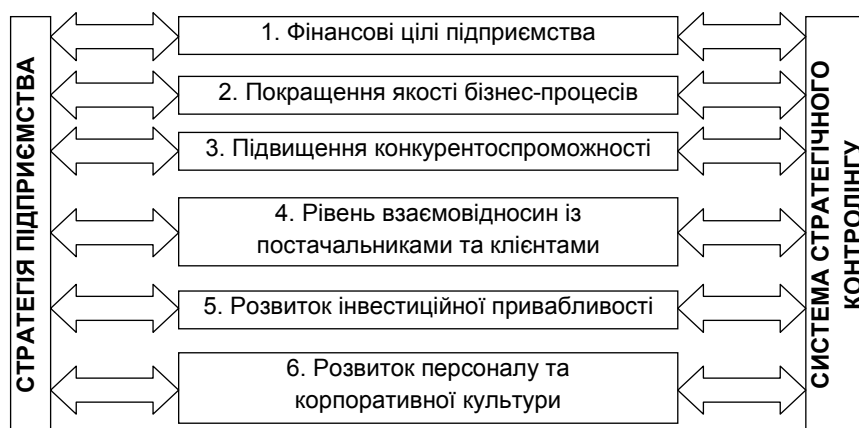 СТРАТЕГІЯ ПІДПРИЄМСТВА
1. Фінансові цілі підприємства
2. Покращення якості бізнес-процесів
3. Підвищення конкурентоспроможності
4. Рівень взаємовідносин із
постачальниками та клієнтами
5. Розвиток інвестиційної привабливості
6. Розвиток персоналу та
корпоративної культури
СИСТЕМА СТРАТЕГІЧНОГО
КОНТРОЛІНГУ